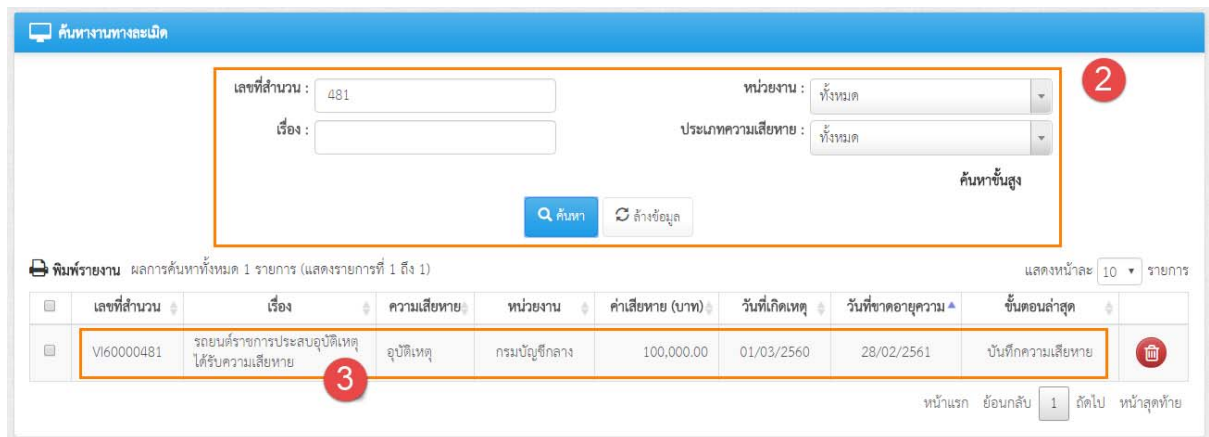 ค้นหางานทางละเมิด
2
เลขที่สำนวน : 481 หน่วยงาน : ทั้งหมด
เรื่อง : ประเภทความเสียหาย : ทั้งหมด
ค้นหาขั้นสูง
ค้นหา ล้างข้อมูล
พิมพ์รายงาน ผลการค้นหาทั้งหมด 1 รายการ (แสดงรายการที่ 1 ถึง 1) แสดงหน้าละ 10 รายการ
เลขที่สำนวน เรื่อง ความเสียหาย หน่วยงาน ค่าเสียหาย (บาท) วันที่เกิดเหตุ วันที่ขาดอายุความ ขั้นตอนล่าสุด
VI60000481 รถยนต์ราชการประสบอุบัติเหตุ
ได้รับความเสียหาย อุบัติเหตุ กรมบัญชีกลาง 100,000.00 01/03/2560 28/02/2561 บันทึกความเสียหาย
3
หน้าแรก ย้อนกลับ 1 ถัดไป หน้าสุดท้าย